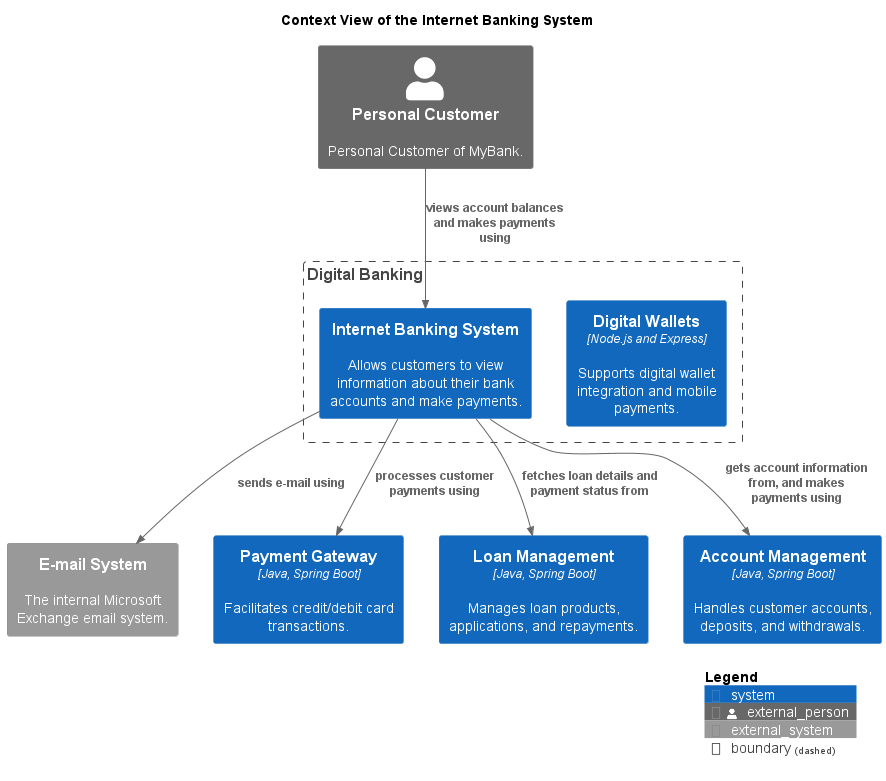 Context View of the Internet Banking System
Personal Customer
Personal Customer of MyBank.
views account balances
and makes payments
using
Digital Banking
Internet Banking System
Allows customers to view
information about their bank
accounts and make payments.
Digital Wallets
[Node.js and Express]
Supports digital wallet
integration and mobile
payments.
sends e-mail using
processes customer
payments using
fetches loan details and
payment status from
gets account information
from, and makes
payments using
E-mail System
The internal Microsoft
Exchange email system.
Payment Gateway
[Java, Spring Boot]
Facilitates credit/debit card
transactions.
Loan Management
[Java, Spring Boot]
Manages loan products,
applications, and repayments.
Account Management
[Java, Spring Boot]
Handles customer accounts,
deposits, and withdrawals.
Legend
system
external_person
external_system
boundary (dashed)